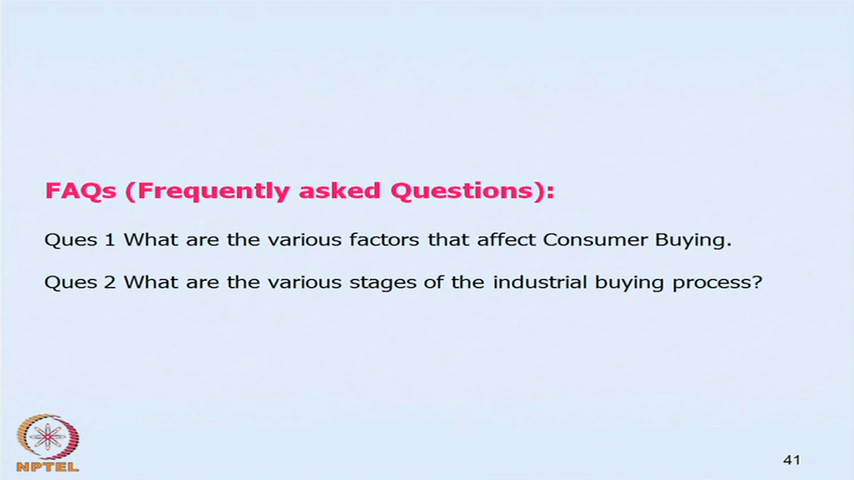 FAQs (Frequently asked Questions):
Ques 1 What are the various factors that affect Consumer Buying.
Ques 2 What are the various stages of the industrial buying process?
NPTEL
41